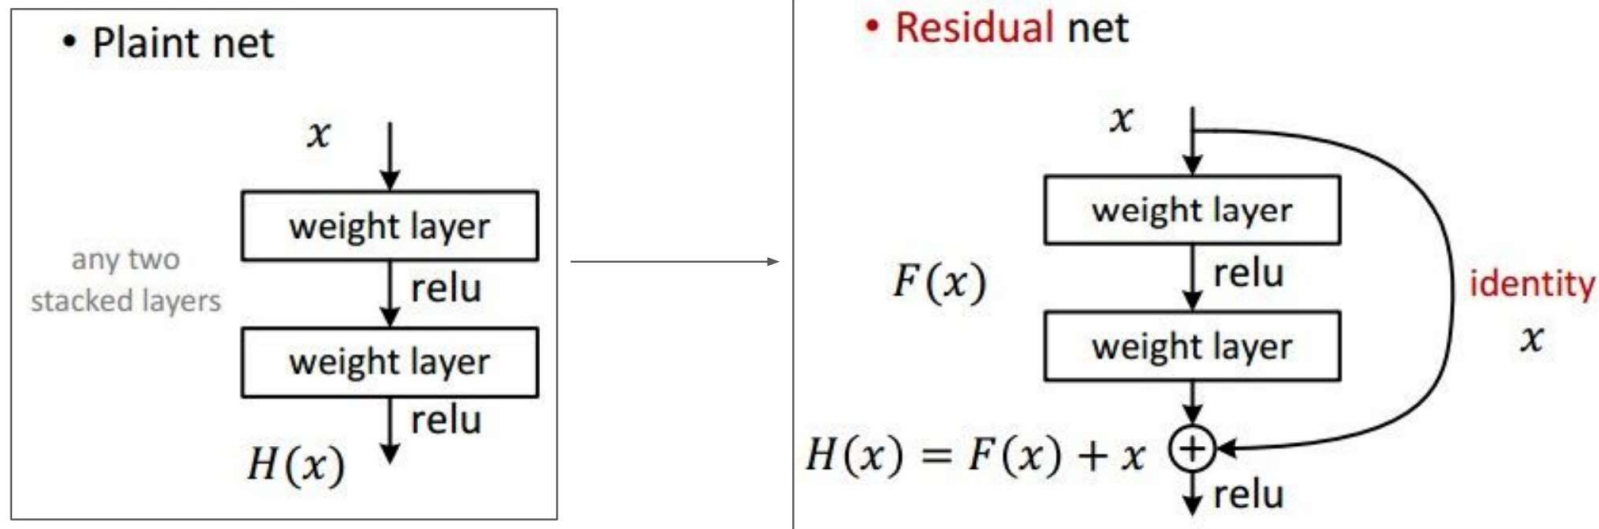 • Plaint net
x
weight layer
any two
stacked layers
relu
weight layer
relu
H(x)
• Residual net
x
weight layer
F(x)
relu
identity
x
weight layer
H(x) = F(x) + x
+
relu